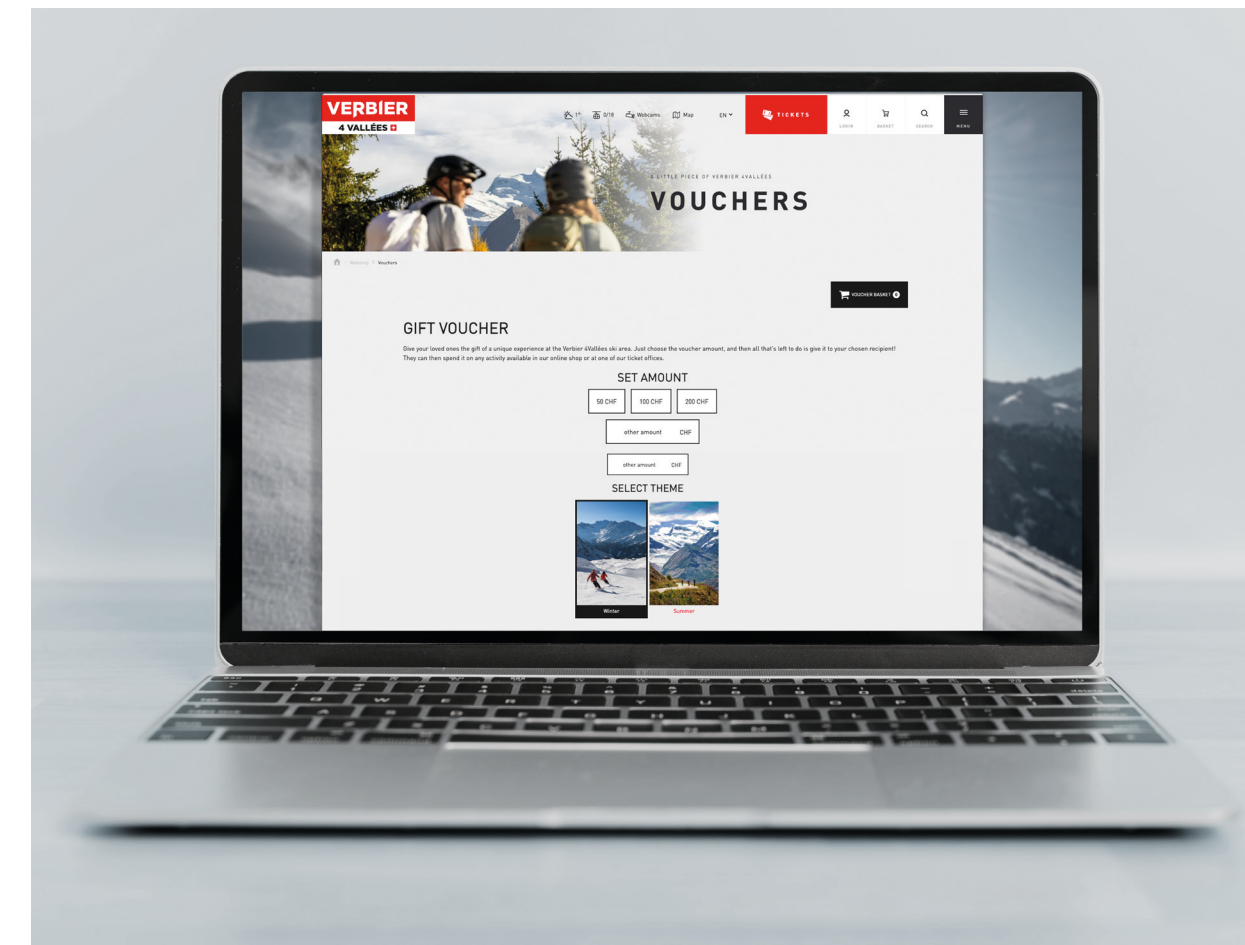 VERBIER
4 VALLÉES
1° 0/18 Webcams Map EN TICKETS
LOGIN BASKET SEARCH MENU
A LITTLE PIECE OF VERBIER 4VALLÉES
VOUCHERS
Webshop > Vouchers
VOUCHER BASKET 0
GIFT VOUCHER
Give your loved ones the gift of a unique experience at the Verbier 4Vallées ski area. Just choose the voucher amount, and then all that's left to do is give it to your chosen recipient!
They can then spend it on any activity available in our online shop or at one of our ticket offices.
SET AMOUNT
50 CHF 100 CHF 200 CHF
other amount CHF
other amount CHF
SELECT THEME
Winter Summer